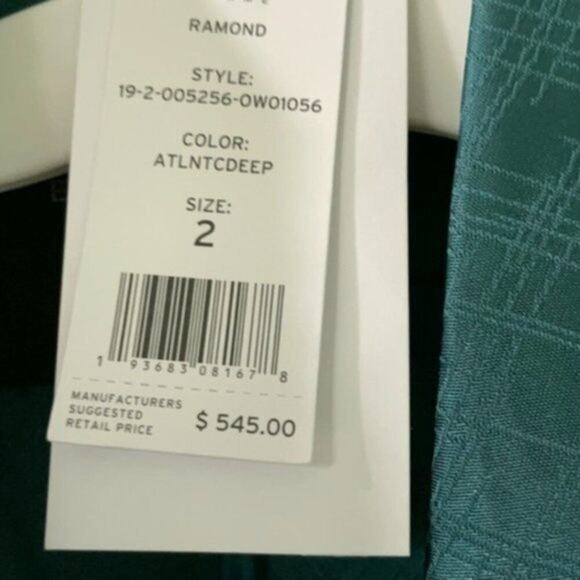 RAMOND
STYLE:
19-2-005256-0W01056
COLOR:
ATLNTCDEEP
SIZE:
2
1 93683 08167 8
MANUFACTURERS
SUGGESTED
RETAIL PRICE
$ 545.00